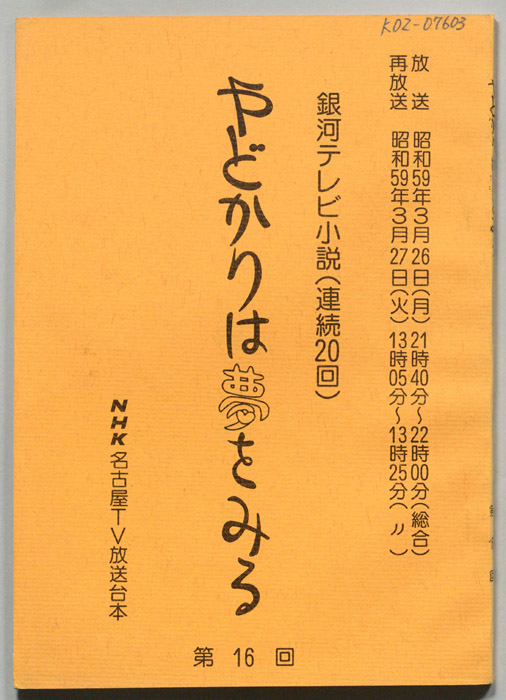 K02-07603
放送 昭和59年3月26日(月)21時40分~22時00分(総合)
再放送 昭和59年3月27日(火)13時05分~13時25分(〃)
銀河テレビ小説(連続20回)
やどかりは夢をみる
NHK名古屋TV放送台本
第16回